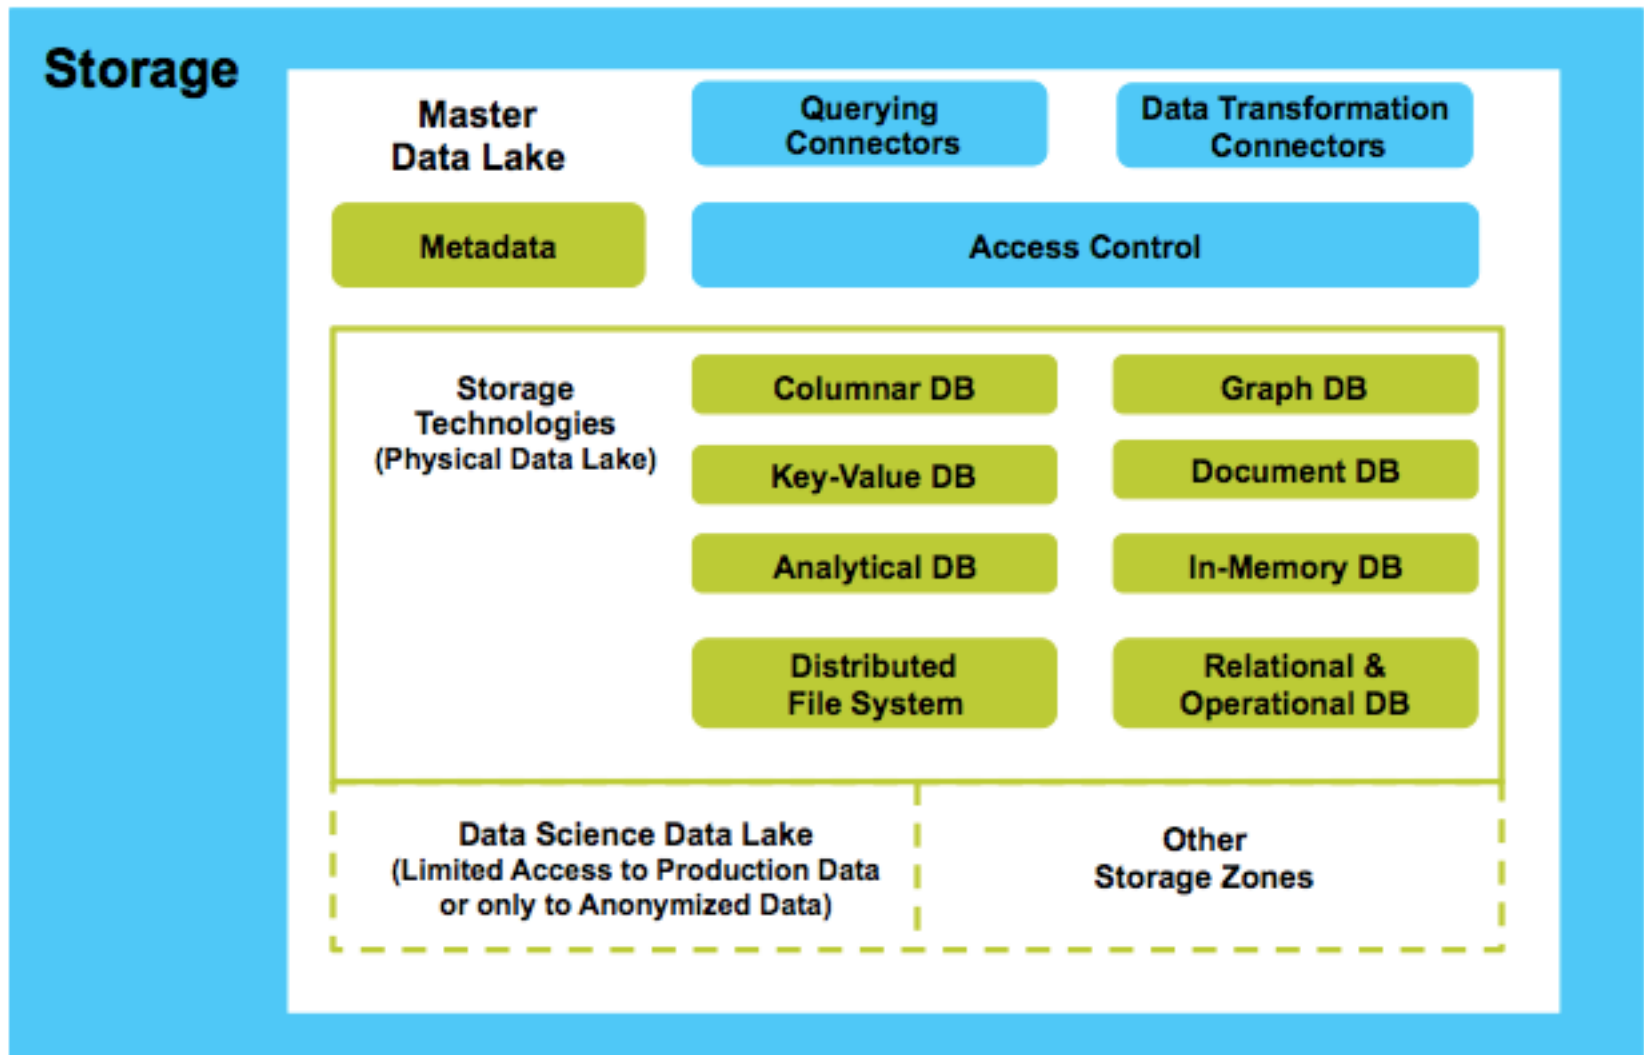 Storage
Master
Data Lake
Querying
Connectors
Data Transformation
Connectors
Metadata
Access Control
Storage
Technologies
(Physical Data Lake)
Columnar DB
Graph DB
Key-Value DB
Document DB
Analytical DB
In-Memory DB
Distributed
File System
Relational &
Operational DB
Data Science Data Lake
(Limited Access to Production Data
or only to Anonymized Data)
Other
Storage Zones